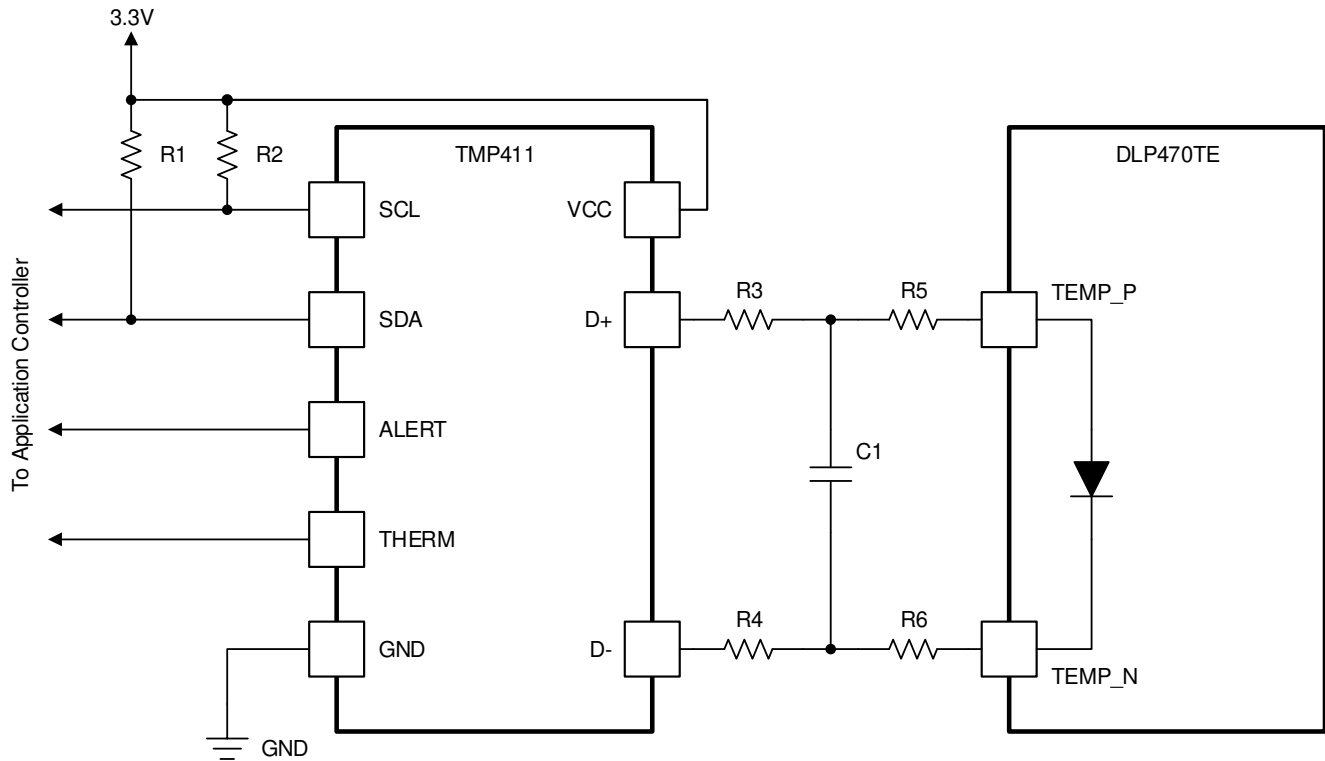 3.3V
R1
R2
TMP411
DLP470TE
SCL
VCC
To Application Controller
R3
R5
TEMP_P
SDA
D+
ALERT
C1
THERM
R4
R6
GND
D-
TEMP_N
GND